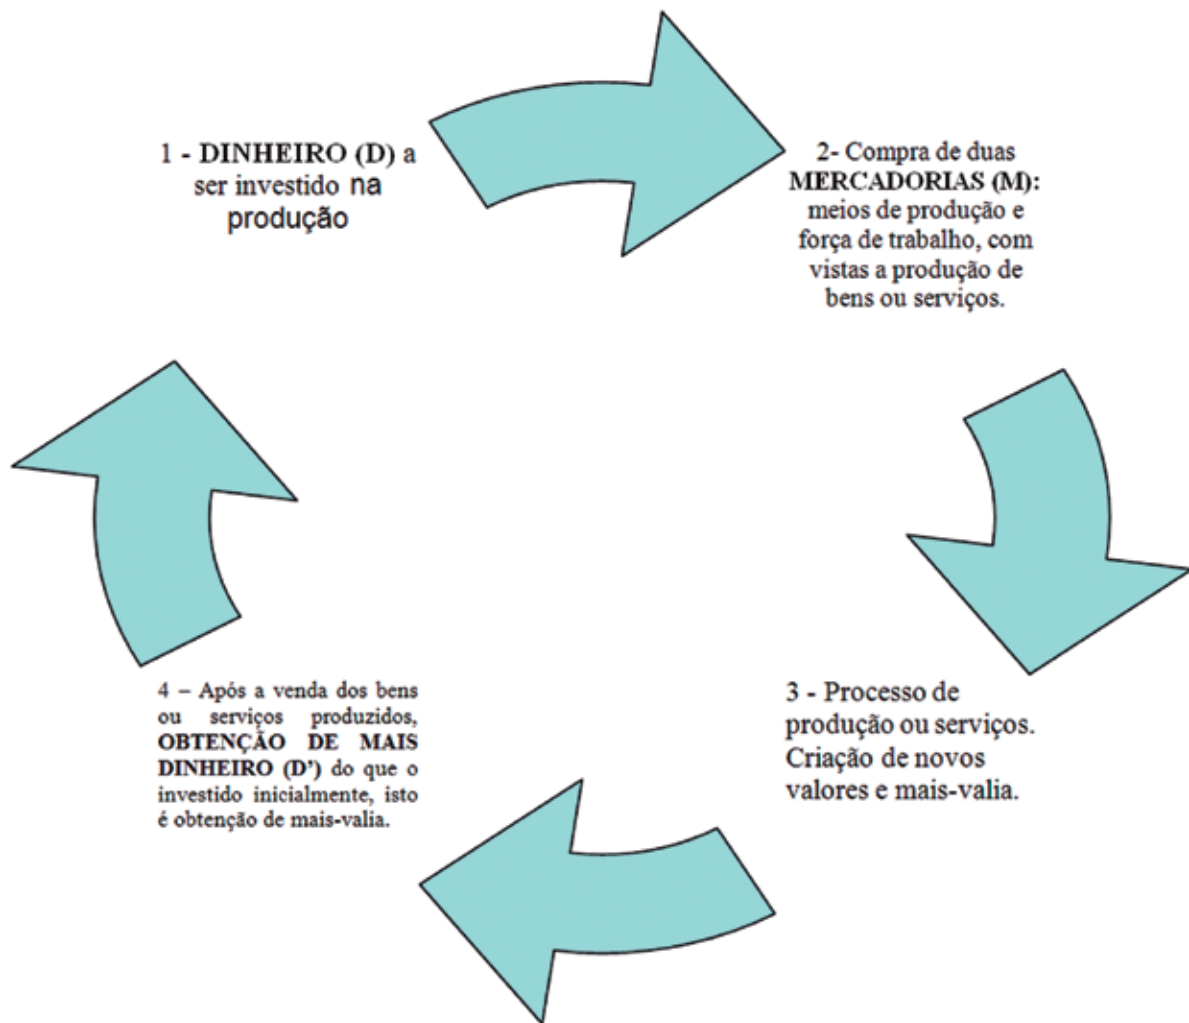 1 - DINHEIRO (D) a
ser investido na
produção
2- Compra de duas
MERCADORIAS (M):
meios de produção e
força de trabalho, com
vistas a produção de
bens ou serviços.
3 - Processo de
produção ou serviços.
Criação de novos
valores e mais-valia.
4 – Após a venda dos bens
ou serviços produzidos,
OBTENÇÃO DE MAIS
DINHEIRO (D’) do que o
investido inicialmente, isto
é obtenção de mais-valia.